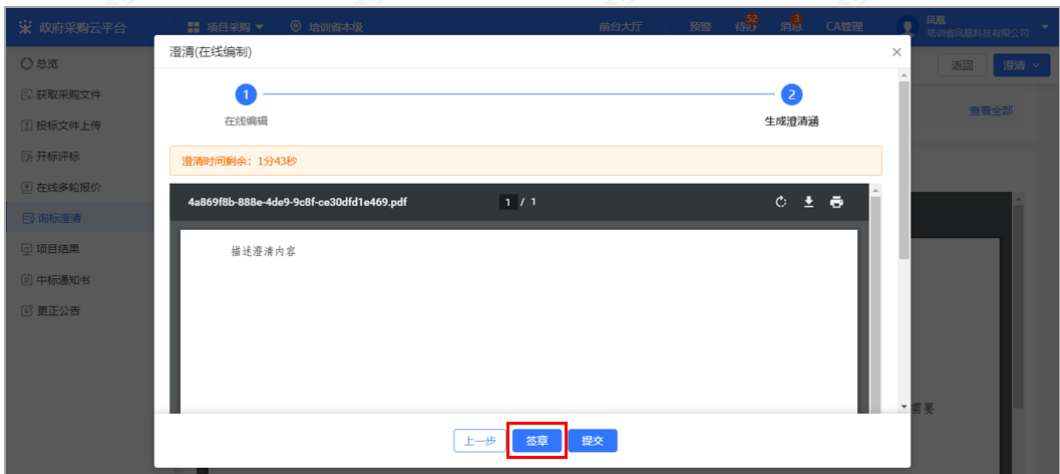 政府采购云平台
项目采购
培训省本级
前台大厅
预警
待办
52
消息
3
CA管理
凤凰
培训省凤凰科技有限公司
总览
获取采购文件
投标文件上传
开标评标
在线多轮报价
询标澄清
项目结果
中标通知书
更正公告
返回
澄清
查看全部
澄清(在线编制)
1
2
在线编辑
生成澄清涵
澄清时间剩余：1分43秒
4a869f8b-888e-4de9-9c8f-ce30dfd1e469.pdf
1 / 1
描述澄清内容
需要
上一步
签章
提交